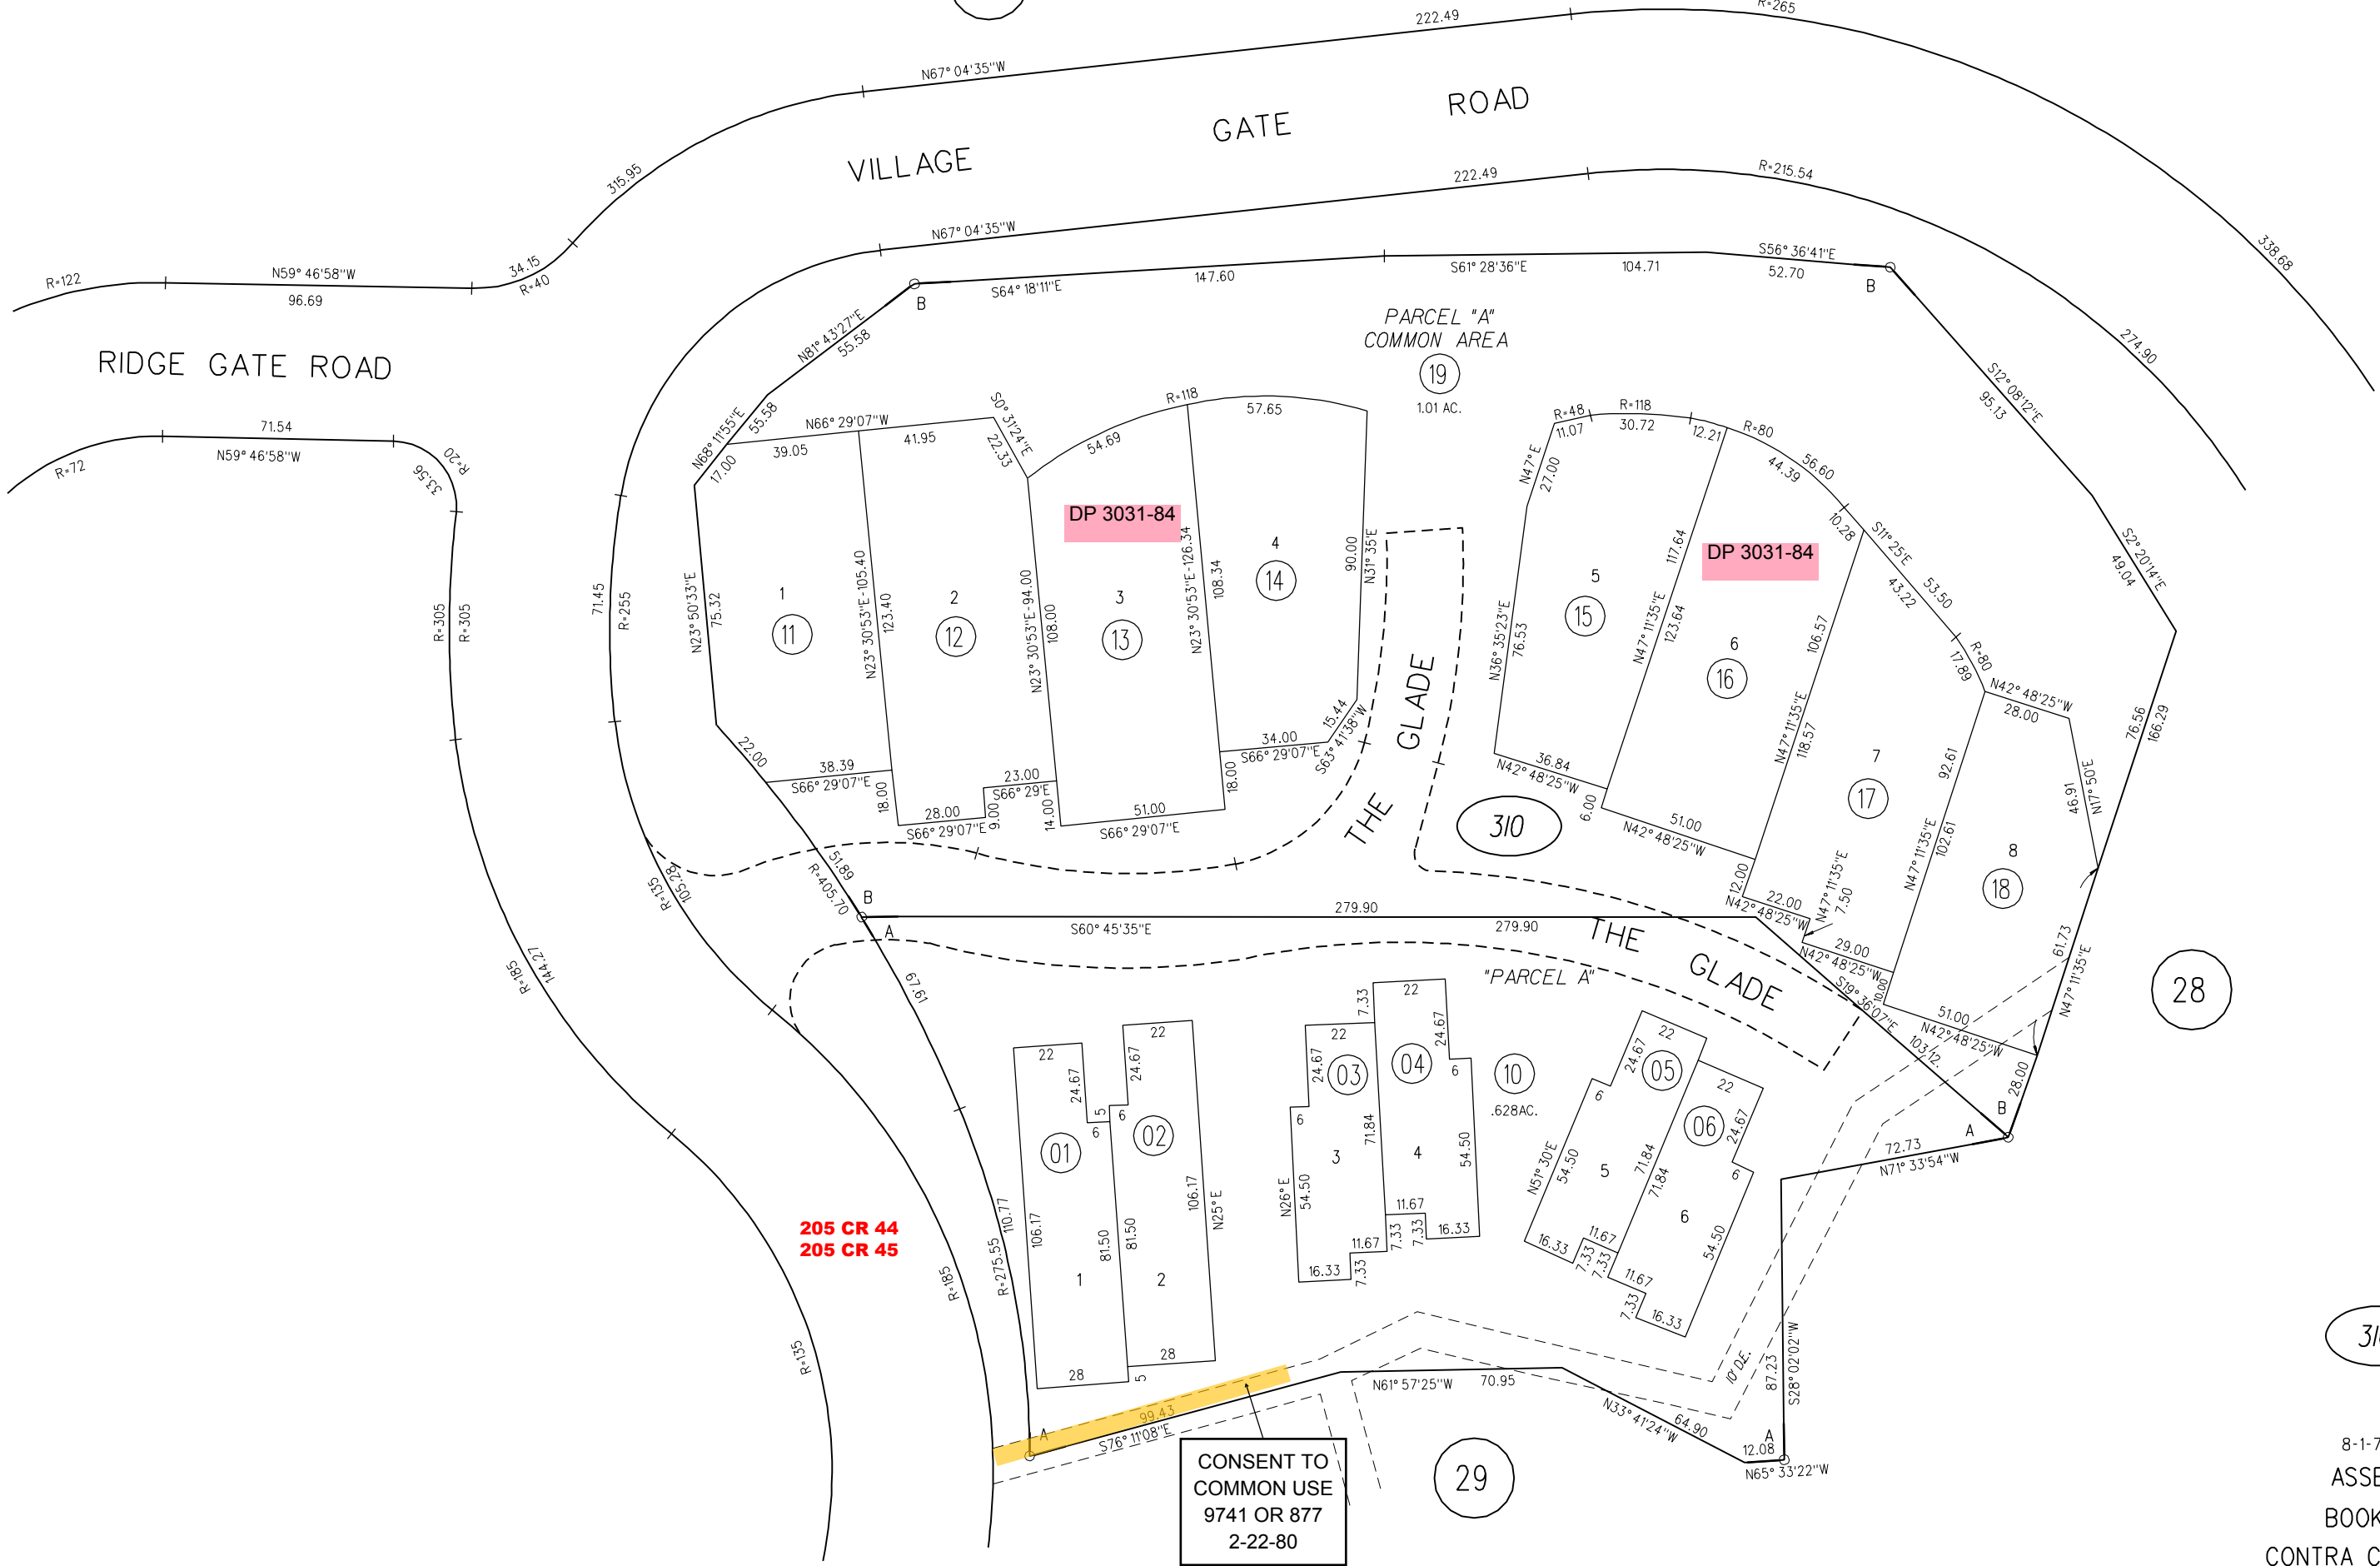 R=265
222.49
N67° 04'35"W
VILLAGE GATE ROAD
315.95
222.49
R=215.54
N67° 04'35"W
338.68
274.90
R=122
N59° 46'58"W
96.69
34.15
R=40
RIDGE GATE ROAD
71.54
N59° 46'58"W
R=72
R=20
33.56
R=305
R=305
71.45
R=255
R=135
105.28
R=185
144.27
R=185
R=135
B
S64° 18'11"E
147.60
S61° 28'36"E
104.71
S56° 36'41"E
52.70
B
N81° 43'27"E
55.58
N68° 11'55"E
55.58
17.00
PARCEL "A"
COMMON AREA
19
1.01 AC.
S12° 08'12"E
95.13
S2° 20'14"E
49.04
76.56
166.29
N66° 29'07"W
39.05
41.95
S0° 31'24"E
22.33
54.69
R=118
57.65
DP 3031-84
N23° 50'33"E
75.32
1
11
N23° 30'53"E-105.40
123.40
2
12
N23° 30'53"E-94.00
108.00
3
13
N23° 30'53"E-126.34
108.34
4
14
90.00
N31° 35'E
22.00
38.39
S66° 29'07"E
18.00
28.00
S66° 29'07"E
9.00
23.00
S66° 29'E
14.00
51.00
S66° 29'07"E
18.00
34.00
S66° 29'07"E
15.44
S63° 41'38"W
THE GLADE
R=48
11.07
R=118
30.72
12.21
R=80
56.60
44.39
N47°E
27.00
N36° 35'23"E
76.53
5
15
117.64
N47° 11'35"E
123.64
DP 3031-84
6
16
10.28
S11° 25'E
53.50
43.22
106.57
N47° 11'35"E
118.57
R=80
17.89
7
17
N42° 48'25"W
28.00
92.61
N47° 11'35"E
102.61
46.91
N17° 50'E
8
18
36.84
N42° 48'25"W
6.00
51.00
N42° 48'25"W
12.00
22.00
N42° 48'25"W
N47° 11'35"E
7.50
29.00
N42° 48'25"W
10.00
51.00
N42° 48'25"W
61.73
N47° 11'35"E
28.00
310
28
51.89
R=405.70
B
A
S60° 45'35"E
279.90
279.90
THE GLADE
"PARCEL A"
S19° 36'07"E
103.12
B
A
72.73
N71° 33'54"W
19.79
110.77
R=275.55
22
24.67
01
106.17
6
5
81.50
1
28
22
24.67
6
02
81.50
106.17
N25°E
2
28
5
22
7.33
24.67
03
6
N26°E
54.50
3
71.84
11.67
16.33
7.33
7.33
22
24.67
04
6
4
54.50
11.67
7.33
16.33
10
.628AC.
22
24.67
05
6
N51° 30'E
54.50
5
71.84
11.67
16.33
7.33
7.33
22
24.67
06
6
71.84
6
54.50
11.67
7.33
16.33
205 CR 44
205 CR 45
A
99.43
S76° 11'08"E
N61° 57'25"W
70.95
N33° 41'24"W
64.90
10' D.E.
87.23
S28° 02'02"W
A
12.08
N65° 33'22"W
CONSENT TO
COMMON USE
9741 OR 877
2-22-80
29
8-1-7
ASSE
BOOK
CONTRA C